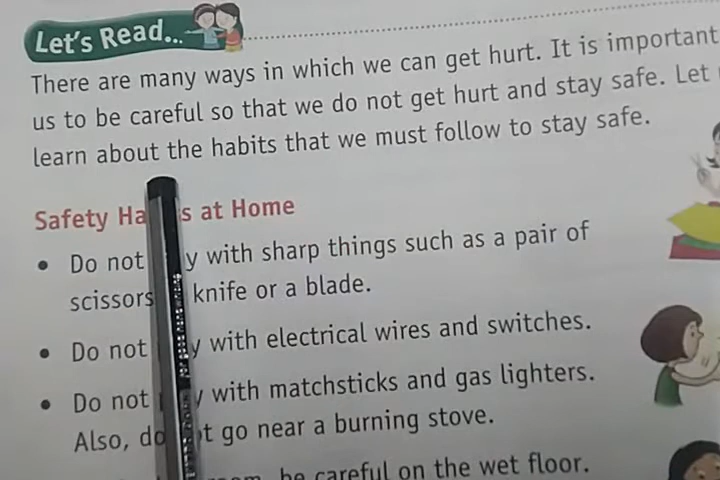 Let's Read...
There are many ways in which we can get hurt. It is important
us to be careful so that we do not get hurt and stay safe. Let
learn about the habits that we must follow to stay safe.
Safety Ha s at Home
• Do not y with sharp things such as a pair of
scissors knife or a blade.
• Do not y with electrical wires and switches.
• Do not y with matchsticks and gas lighters.
Also, do t go near a burning stove.
be careful on the wet floor.